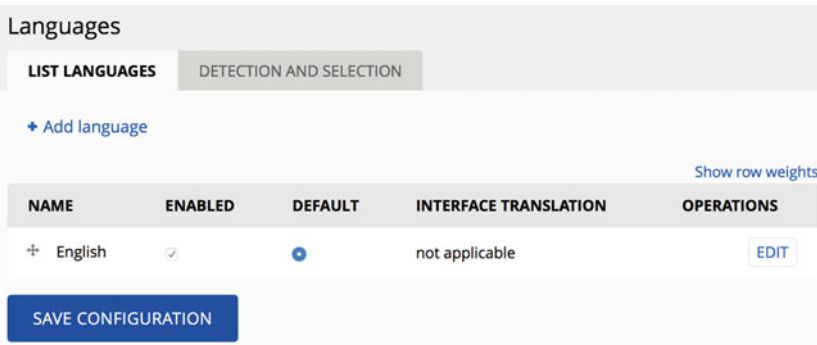 Languages
LIST LANGUAGES DETECTION AND SELECTION
+ Add language
Show row weights
NAME ENABLED DEFAULT INTERFACE TRANSLATION OPERATIONS
English not applicable EDIT
SAVE CONFIGURATION